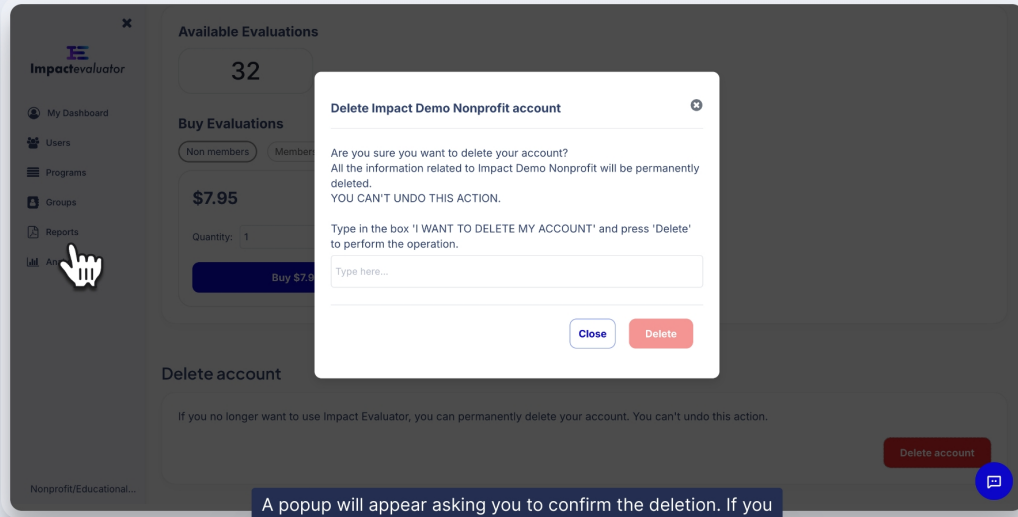 Impactevaluator
My Dashboard
Users
Programs
Groups
Reports
Nonprofit/Educational...
Available Evaluations
32
Buy Evaluations
Non members
Members
$7.95
Quantity: 1
Buy $7.9
Delete Impact Demo Nonprofit account
Are you sure you want to delete your account?
All the information related to Impact Demo Nonprofit will be permanently
deleted.
YOU CAN'T UNDO THIS ACTION.
Type in the box 'I WANT TO DELETE MY ACCOUNT' and press 'Delete'
to perform the operation.
Type here...
Close
Delete
Delete account
If you no longer want to use Impact Evaluator, you can permanently delete your account. You can't undo this action.
Delete account
A popup will appear asking you to confirm the deletion. If you